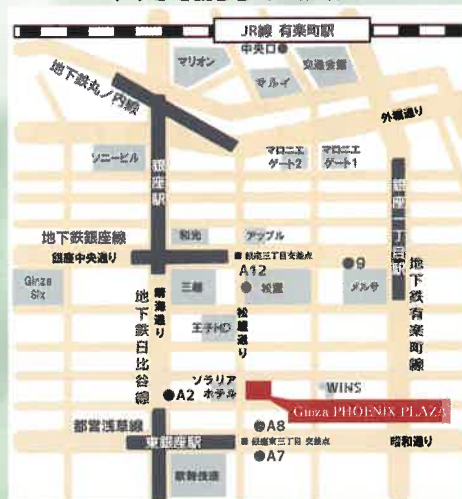 JR線 有楽町駅
中央口
マリオン
マルイ
交通会館
地下鉄丸ノ内線
外堀通り
ソニービル
銀座駅
マロニエ
ゲート2
マロニエ
ゲート1
銀座一丁目駅
地下鉄銀座線
銀座中央通り
和光
アップル
銀座三丁目交差点
A12
9
Ginza
Six
三越
松屋
メルサ
地下鉄日比谷線
晴海通り
王子HD
松屋通り
地下鉄有楽町線
ソラリア
ホテル
A2
WINS
Ginza PHOENIX PLAZA
都営浅草線
東銀座駅
A8
銀座東三丁目 交差点
A7
昭和通り
歌舞伎座